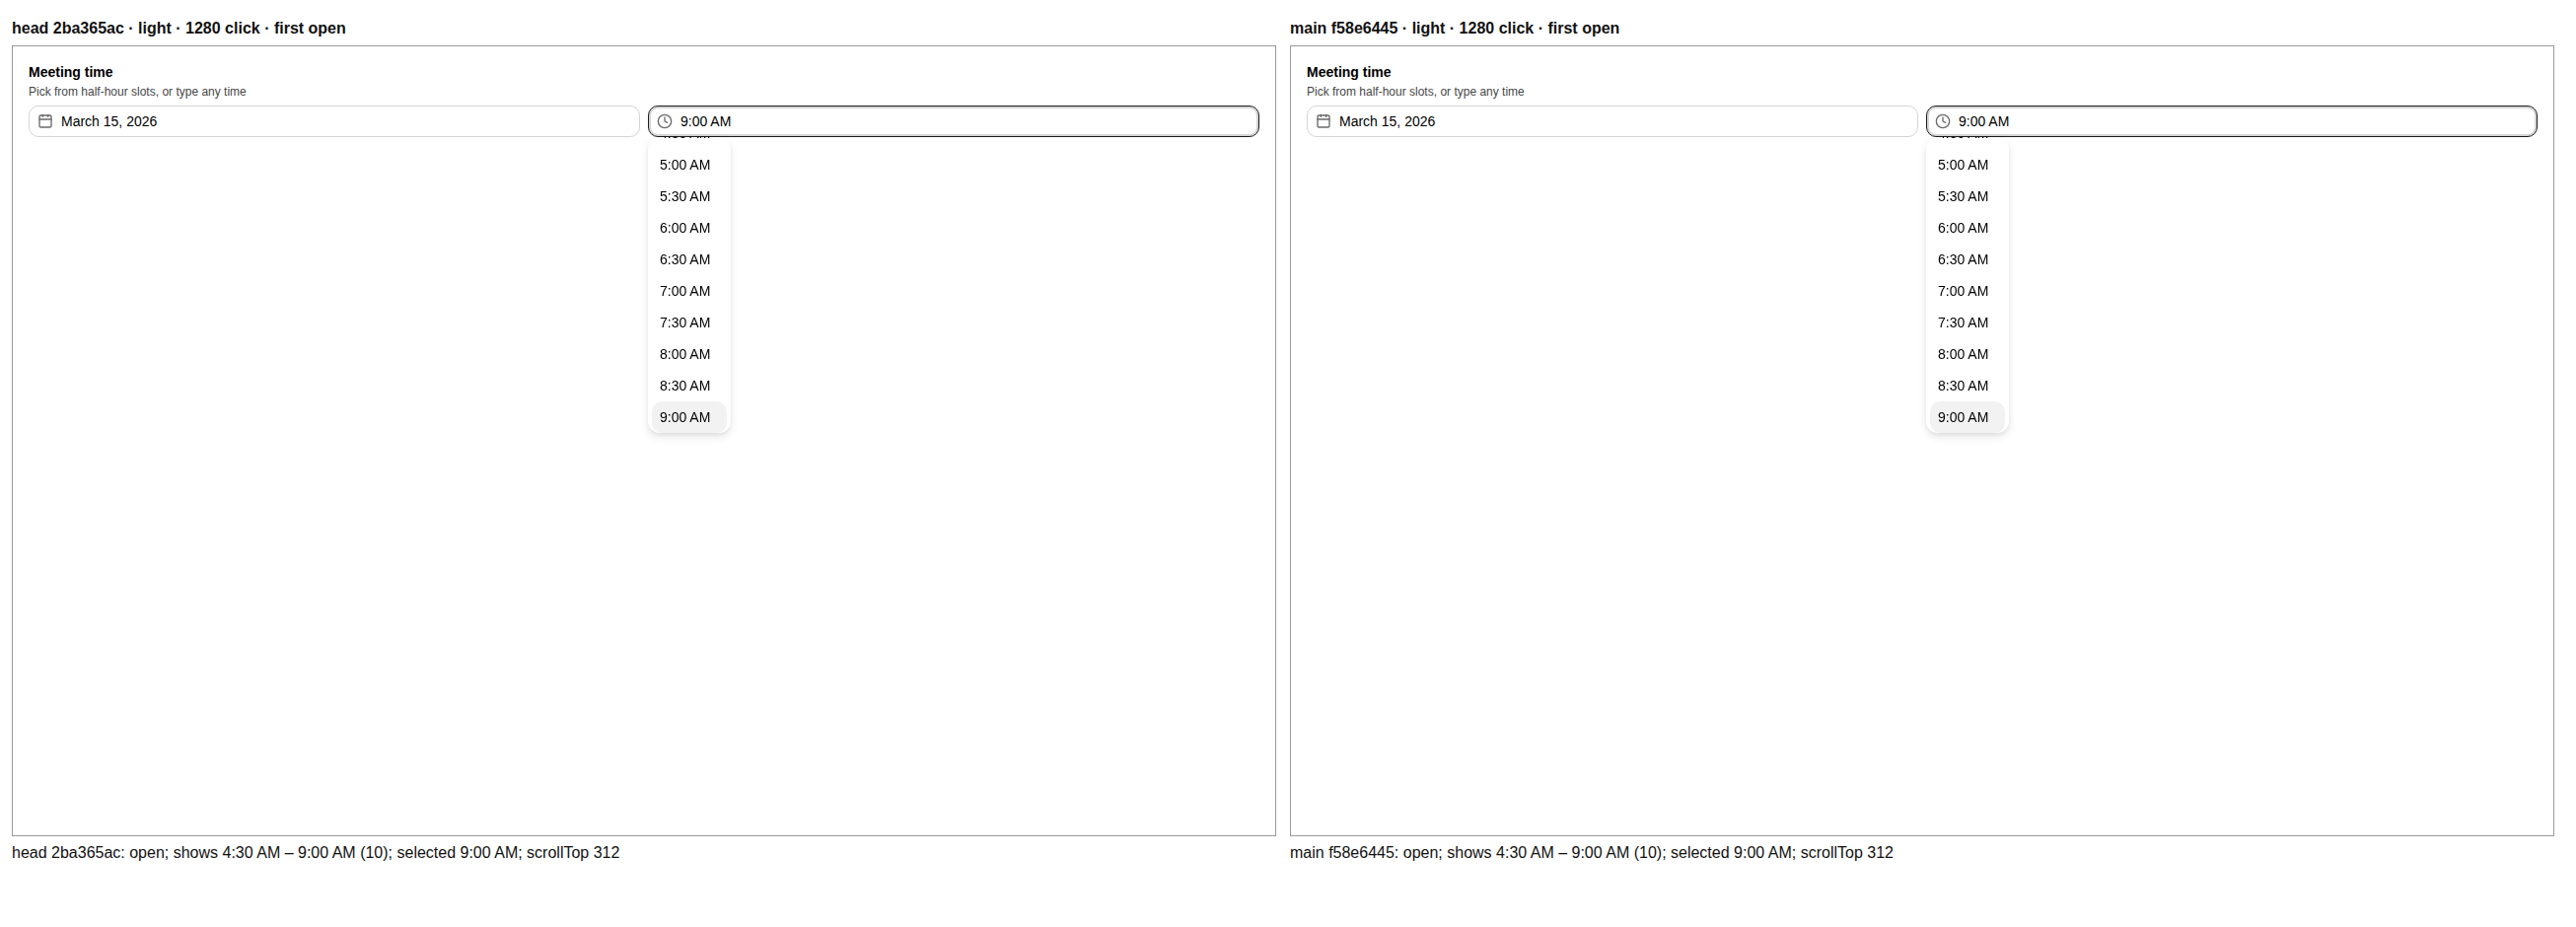 head 2ba365ac · light · 1280 click · first open
Meeting time
Pick from half-hour slots, or type any time
March 15, 2026
9:00 AM
5:00 AM
5:30 AM
6:00 AM
6:30 AM
7:00 AM
7:30 AM
8:00 AM
8:30 AM
9:00 AM
head 2ba365ac: open; shows 4:30 AM – 9:00 AM (10); selected 9:00 AM; scrollTop 312
main f58e6445 · light · 1280 click · first open
Meeting time
Pick from half-hour slots, or type any time
March 15, 2026
9:00 AM
5:00 AM
5:30 AM
6:00 AM
6:30 AM
7:00 AM
7:30 AM
8:00 AM
8:30 AM
9:00 AM
main f58e6445: open; shows 4:30 AM – 9:00 AM (10); selected 9:00 AM; scrollTop 312